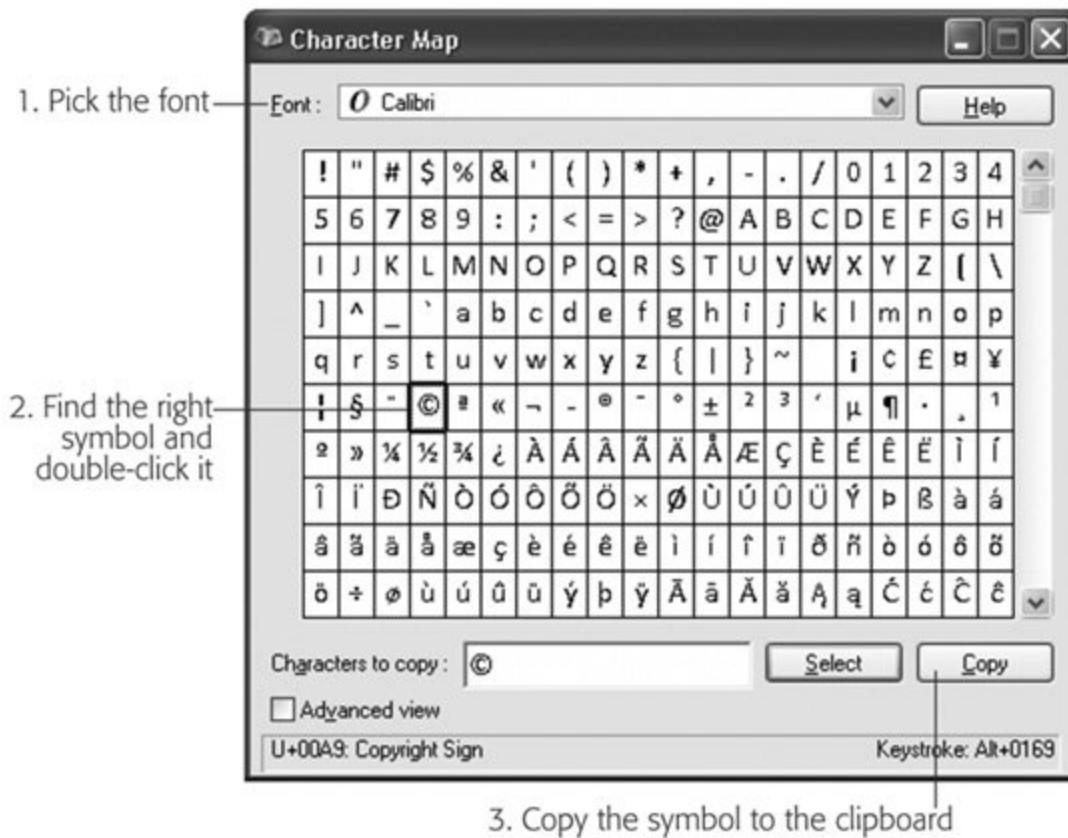 Character Map
1. Pick the font
Font : O Calibri
Help
! " # $ % & ' ( ) * + , - . / 0 1 2 3 4
5 6 7 8 9 : ; < = > ? @ A B C D E F G H
I J K L M N O P Q R S T U V W X Y Z [ \
] ^ _ ` a b c d e f g h i j k l m n o p
q r s t u v w x y z { | } ~ ¡ ¢ £ ¤ ¥
¦ § ¨ © ª « ¬ - ® ¯ ° ± ² ³ ´ µ ¶ · ¸ ¹
º » ¼ ½ ¾ ¿ À Á Â Ã Ä Å Æ Ç È É Ê Ë Ì Í
Î Ï Ð Ñ Ò Ó Ô Õ Ö × Ø Ù Ú Û Ü Ý Þ ß à á
â ã ä å æ ç è é ê ë ì í î ï ð ñ ò ó ô õ
ö ÷ ø ù ú û ü ý þ ÿ Ā ā Ă ă Ą ą Ć ć Ĉ ĉ
2. Find the right
symbol and
double-click it
Characters to copy : ©
Select
Copy
Advanced view
U+00A9: Copyright Sign
Keystroke: Alt+0169
3. Copy the symbol to the clipboard